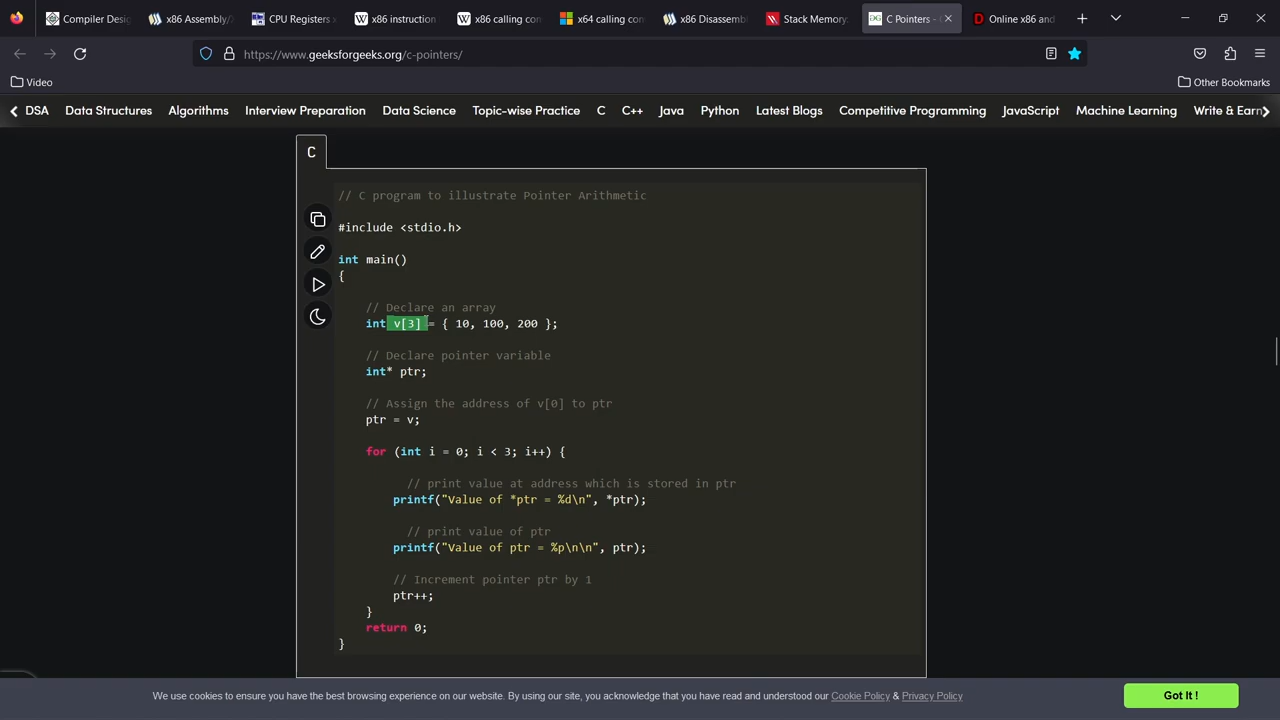 Compiler Desig
x86 Assembly/
CPU Registers x
x86 instruction
x86 calling con
x64 calling con
x86 Disassemb
Stack Memory:
C Pointers -
Online x86 and
https://www.geeksforgeeks.org/c-pointers/
Video
Other Bookmarks
DSA Data Structures Algorithms Interview Preparation Data Science Topic-wise Practice C C++ Java Python Latest Blogs Competitive Programming JavaScript Machine Learning Write & Earn
C
// C program to illustrate Pointer Arithmetic
#include <stdio.h>
int main()
{
// Declare an array
int v[3] = { 10, 100, 200 };
// Declare pointer variable
int* ptr;
// Assign the address of v[0] to ptr
ptr = v;
for (int i = 0; i < 3; i++) {
// print value at address which is stored in ptr
printf("Value of *ptr = %d\n", *ptr);
// print value of ptr
printf("Value of ptr = %p\n\n", ptr);
// Increment pointer ptr by 1
ptr++;
}
return 0;
}
We use cookies to ensure you have the best browsing experience on our website. By using our site, you acknowledge that you have read and understood our Cookie Policy & Privacy Policy
Got It !